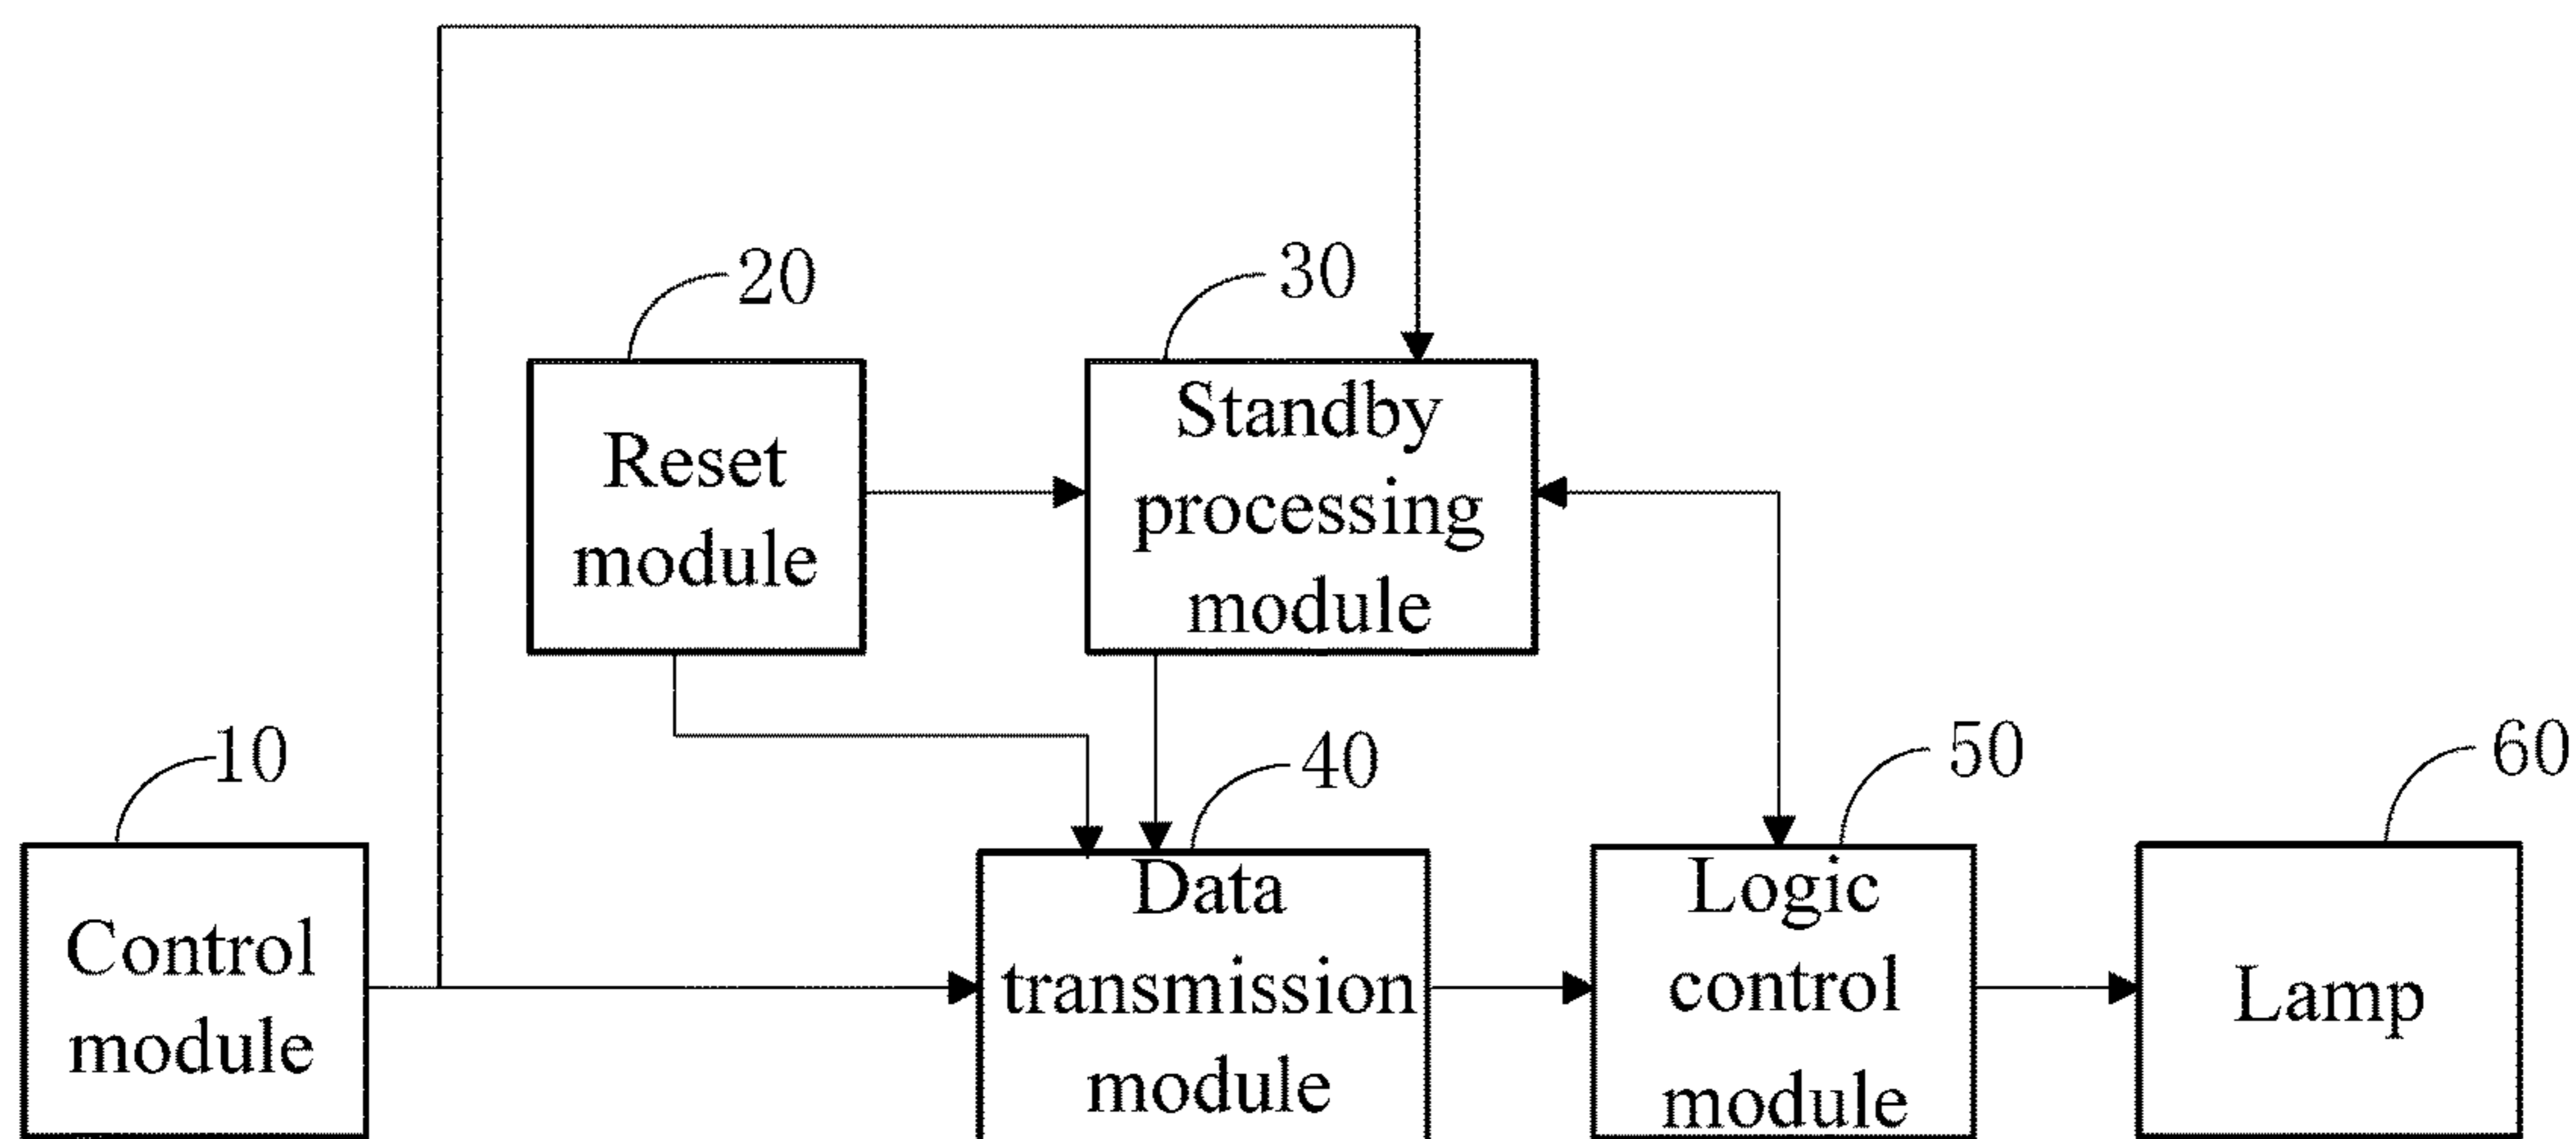 20
30
Reset
module
Standby
processing
module
10
40
50
60
Control
module
Data
transmission
module
Logic
control
module
Lamp